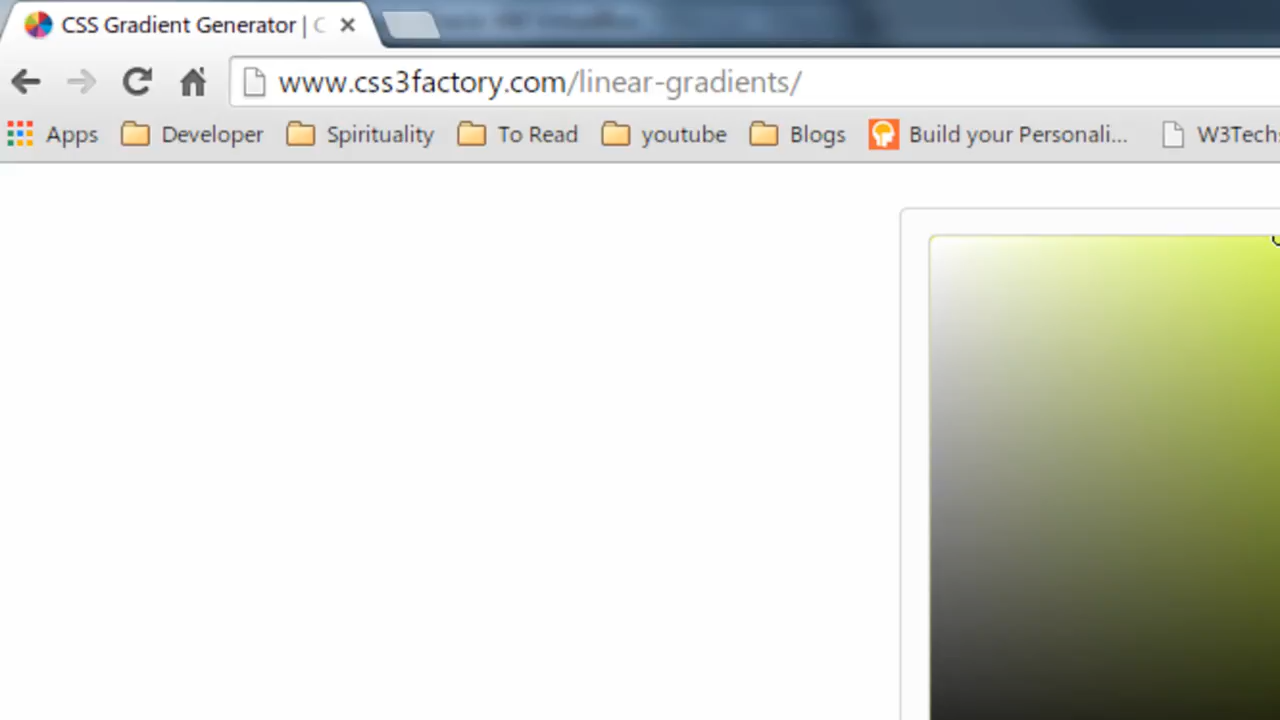 CSS Gradient Generator | C
www.css3factory.com/linear-gradients/
Apps Developer Spirituality To Read youtube Blogs Build your Personali... W3Tech